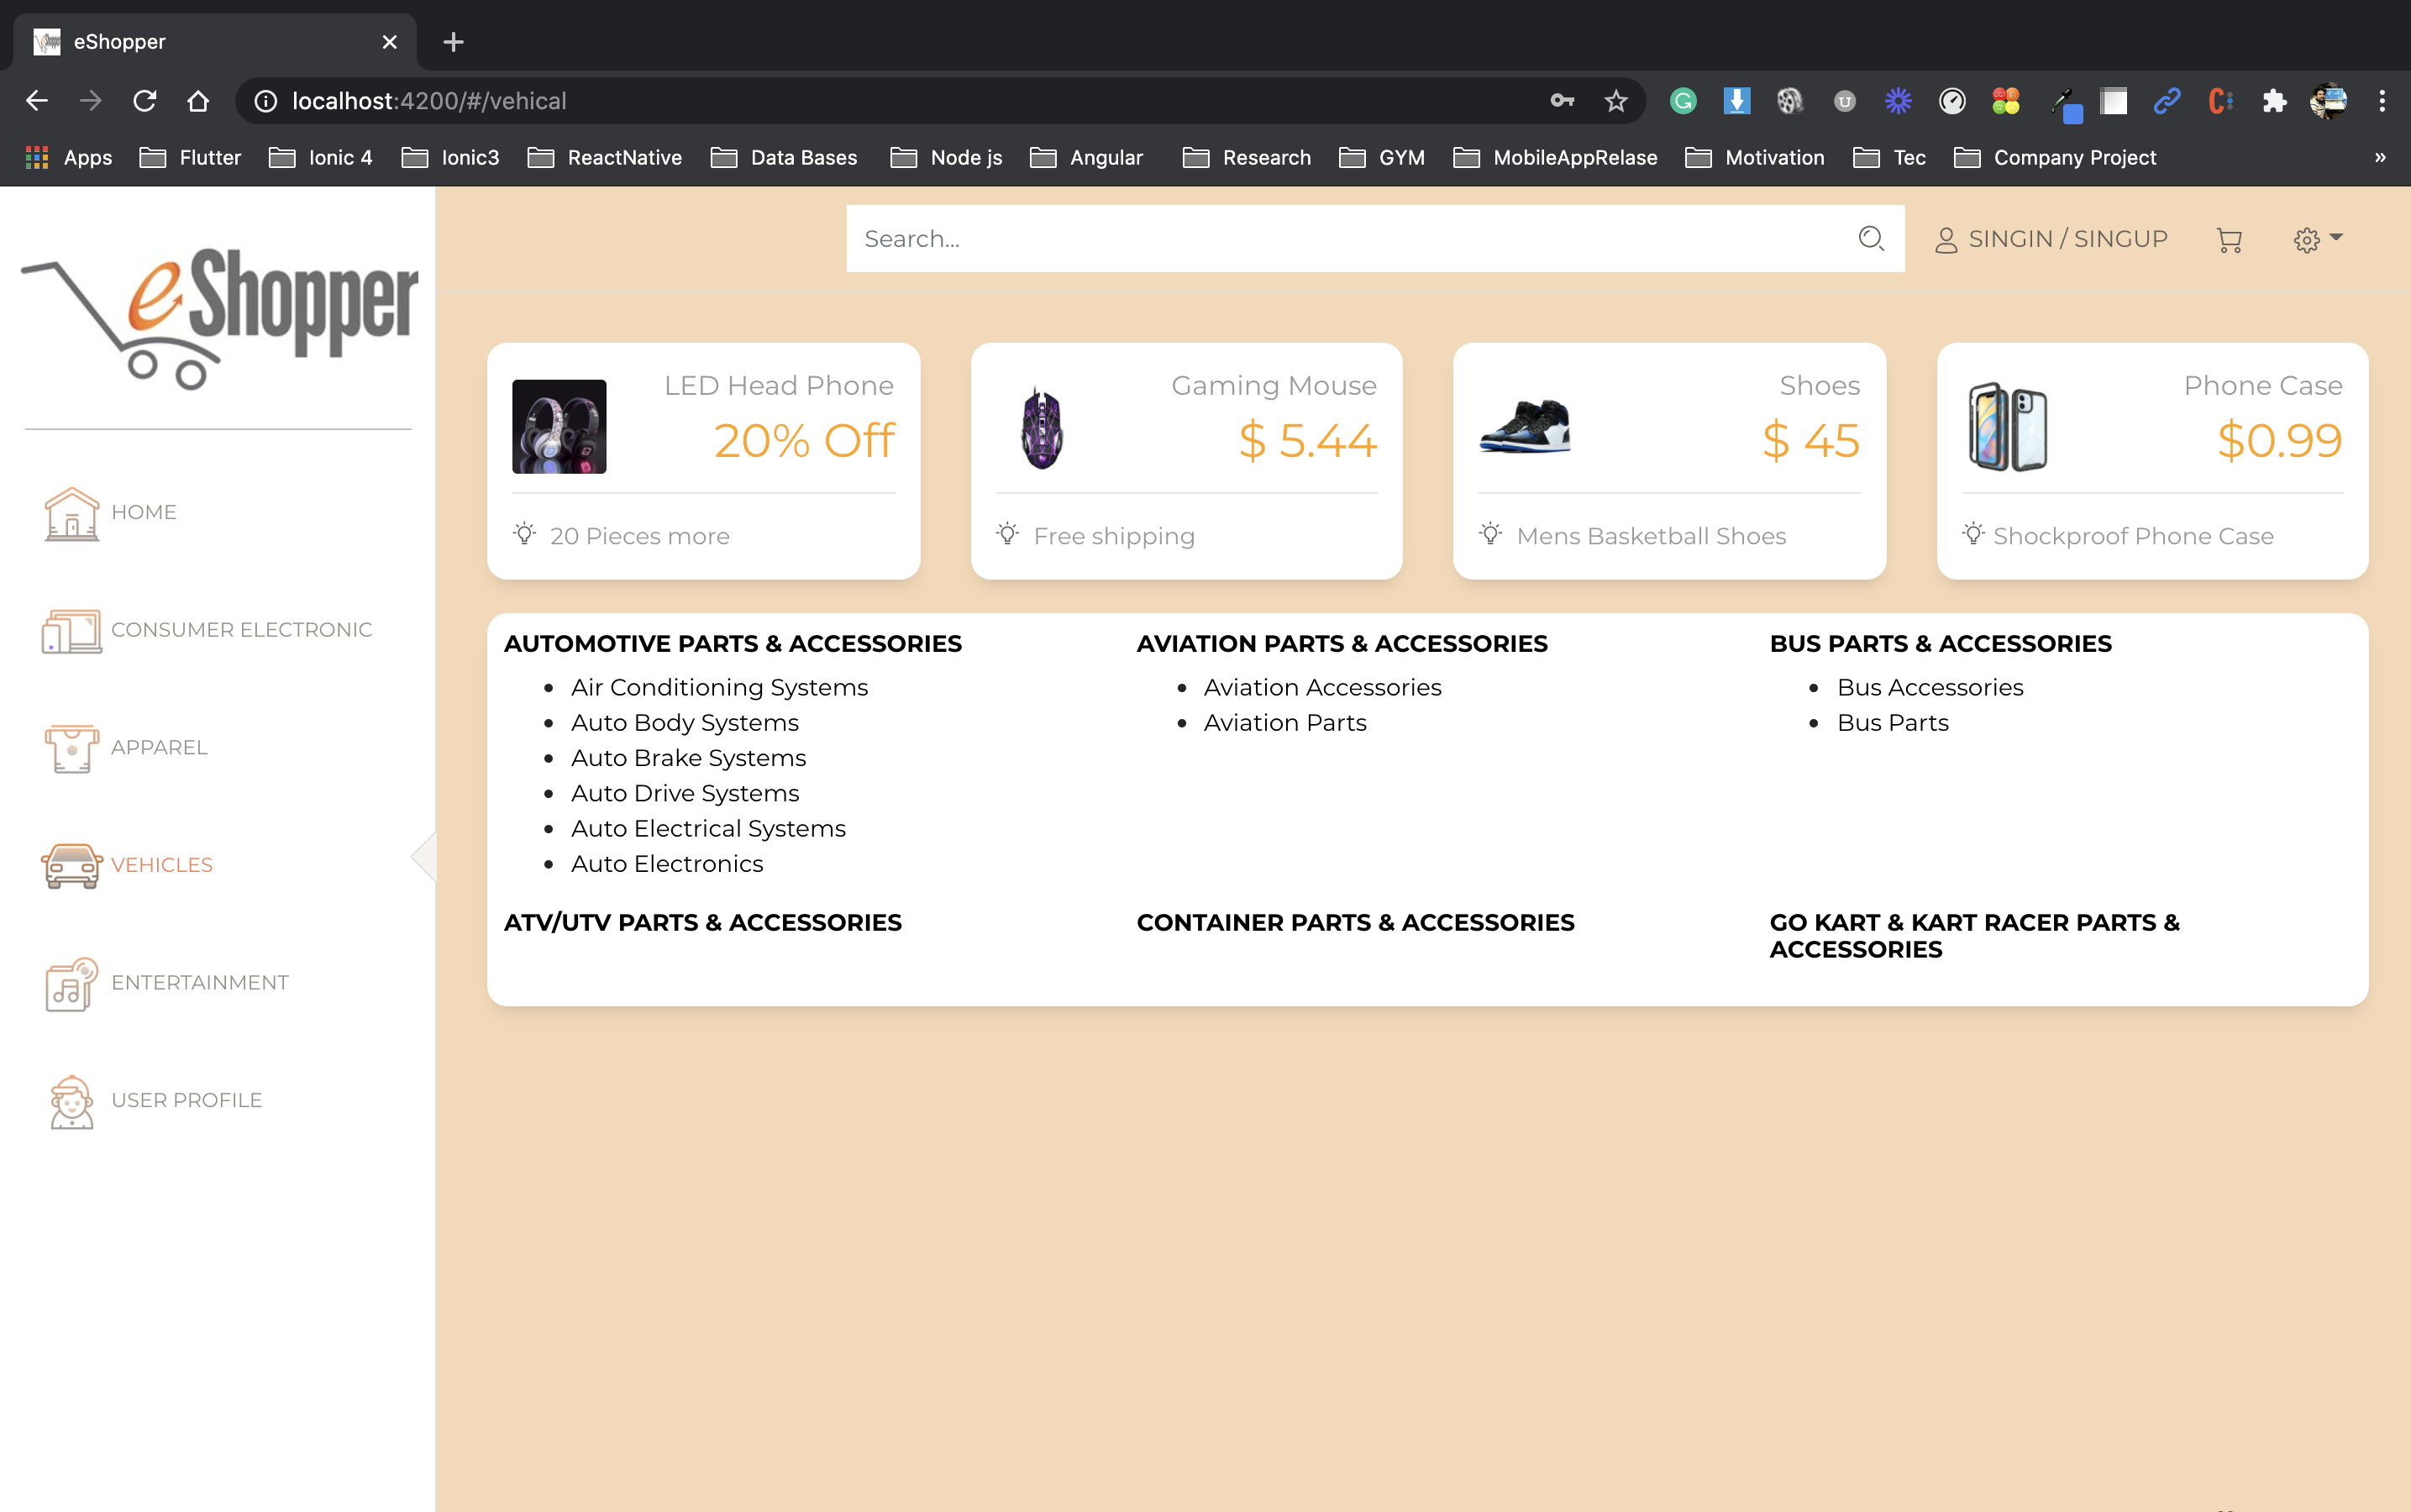 eShopper
localhost:4200/#/vehical
Apps Flutter Ionic 4 Ionic3 ReactNative Data Bases Node js Angular Research GYM MobileAppRelase Motivation Tec Company Project »
eShopper
Search...
SINGIN / SINGUP
HOME
CONSUMER ELECTRONIC
APPAREL
VEHICLES
ENTERTAINMENT
USER PROFILE
LED Head Phone
20% Off
20 Pieces more
Gaming Mouse
$ 5.44
Free shipping
Shoes
$ 45
Mens Basketball Shoes
Phone Case
$0.99
Shockproof Phone Case
AUTOMOTIVE PARTS & ACCESSORIES
• Air Conditioning Systems
• Auto Body Systems
• Auto Brake Systems
• Auto Drive Systems
• Auto Electrical Systems
• Auto Electronics
AVIATION PARTS & ACCESSORIES
• Aviation Accessories
• Aviation Parts
BUS PARTS & ACCESSORIES
• Bus Accessories
• Bus Parts
ATV/UTV PARTS & ACCESSORIES
CONTAINER PARTS & ACCESSORIES
GO KART & KART RACER PARTS &
ACCESSORIES